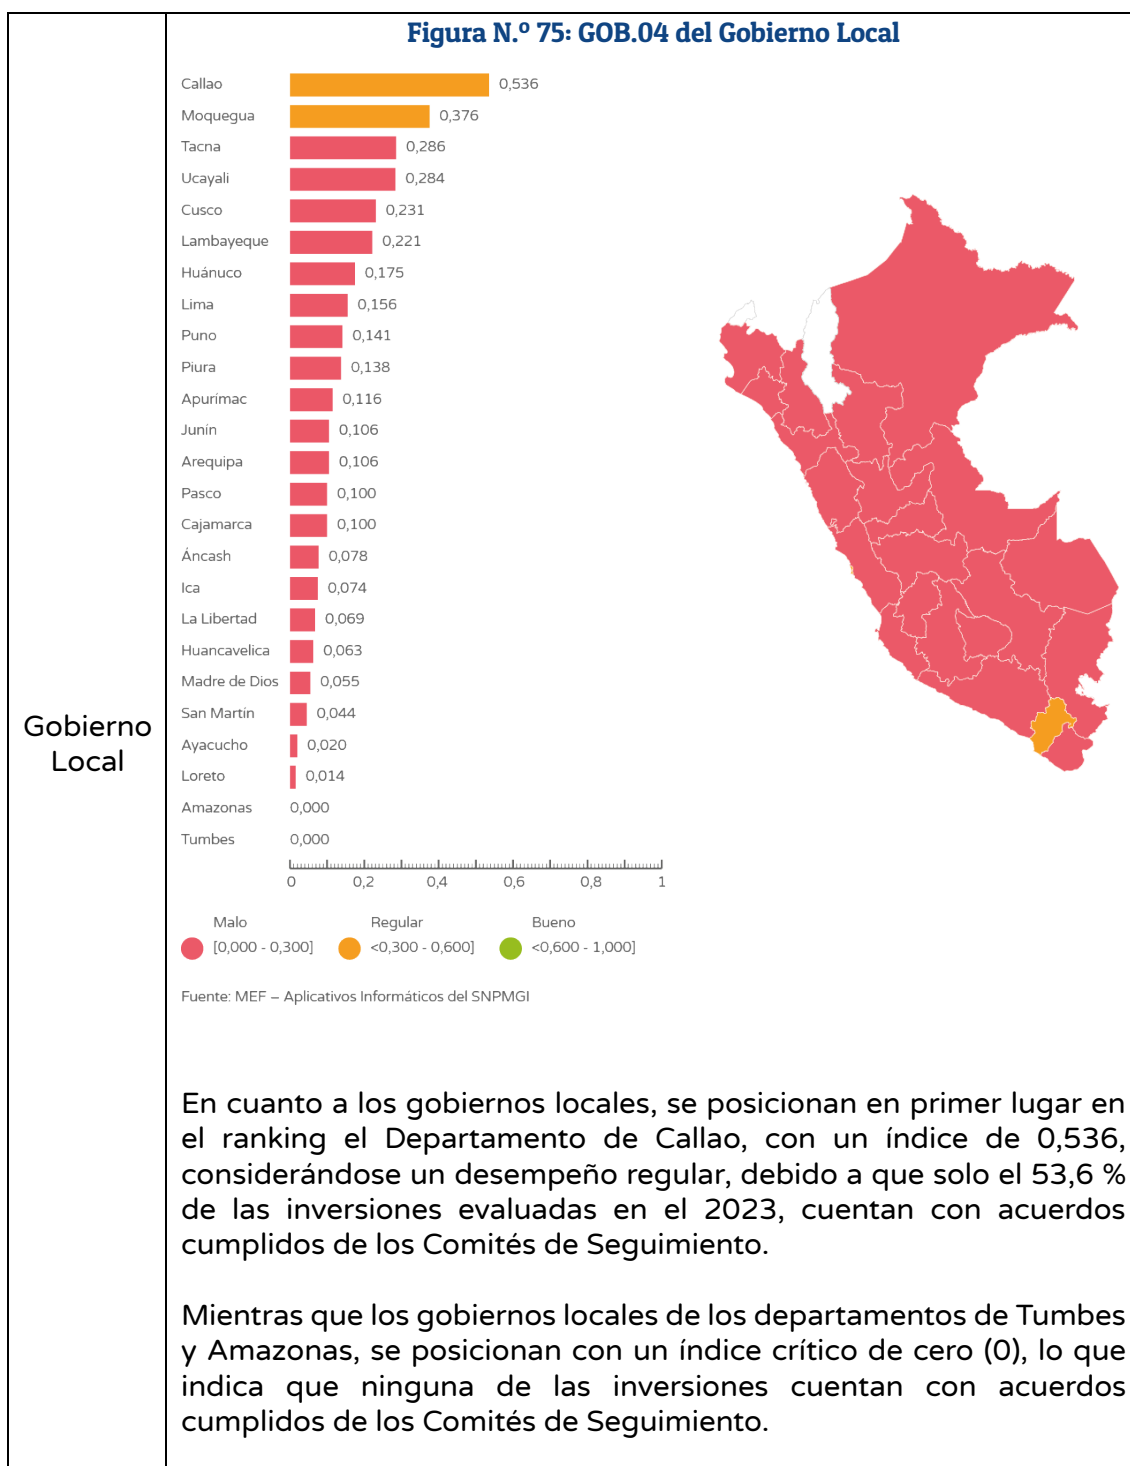 Figura N.º 75: GOB.04 del Gobierno Local
Callao 0,536
Moquegua 0,376
Tacna 0,286
Ucayali 0,284
Cusco 0,231
Lambayeque 0,221
Huánuco 0,175
Lima 0,156
Puno 0,141
Piura 0,138
Apurímac 0,116
Junín 0,106
Arequipa 0,106
Pasco 0,100
Cajamarca 0,100
Áncash 0,078
Ica 0,074
La Libertad 0,069
Huancavelica 0,063
Madre de Dios 0,055
San Martín 0,044
Ayacucho 0,020
Loreto 0,014
Amazonas 0,000
Tumbes 0,000
0 0,2 0,4 0,6 0,8 1
Malo Regular Bueno
[0,000 - 0,300] <0,300 - 0,600] <0,600 - 1,000]
Fuente: MEF – Aplicativos Informáticos del SNPMGI
Gobierno
Local
En cuanto a los gobiernos locales, se posicionan en primer lugar en
el ranking el Departamento de Callao, con un índice de 0,536,
considerándose un desempeño regular, debido a que solo el 53,6 %
de las inversiones evaluadas en el 2023, cuentan con acuerdos
cumplidos de los Comités de Seguimiento.
Mientras que los gobiernos locales de los departamentos de Tumbes
y Amazonas, se posicionan con un índice crítico de cero (0), lo que
indica que ninguna de las inversiones cuentan con acuerdos
cumplidos de los Comités de Seguimiento.